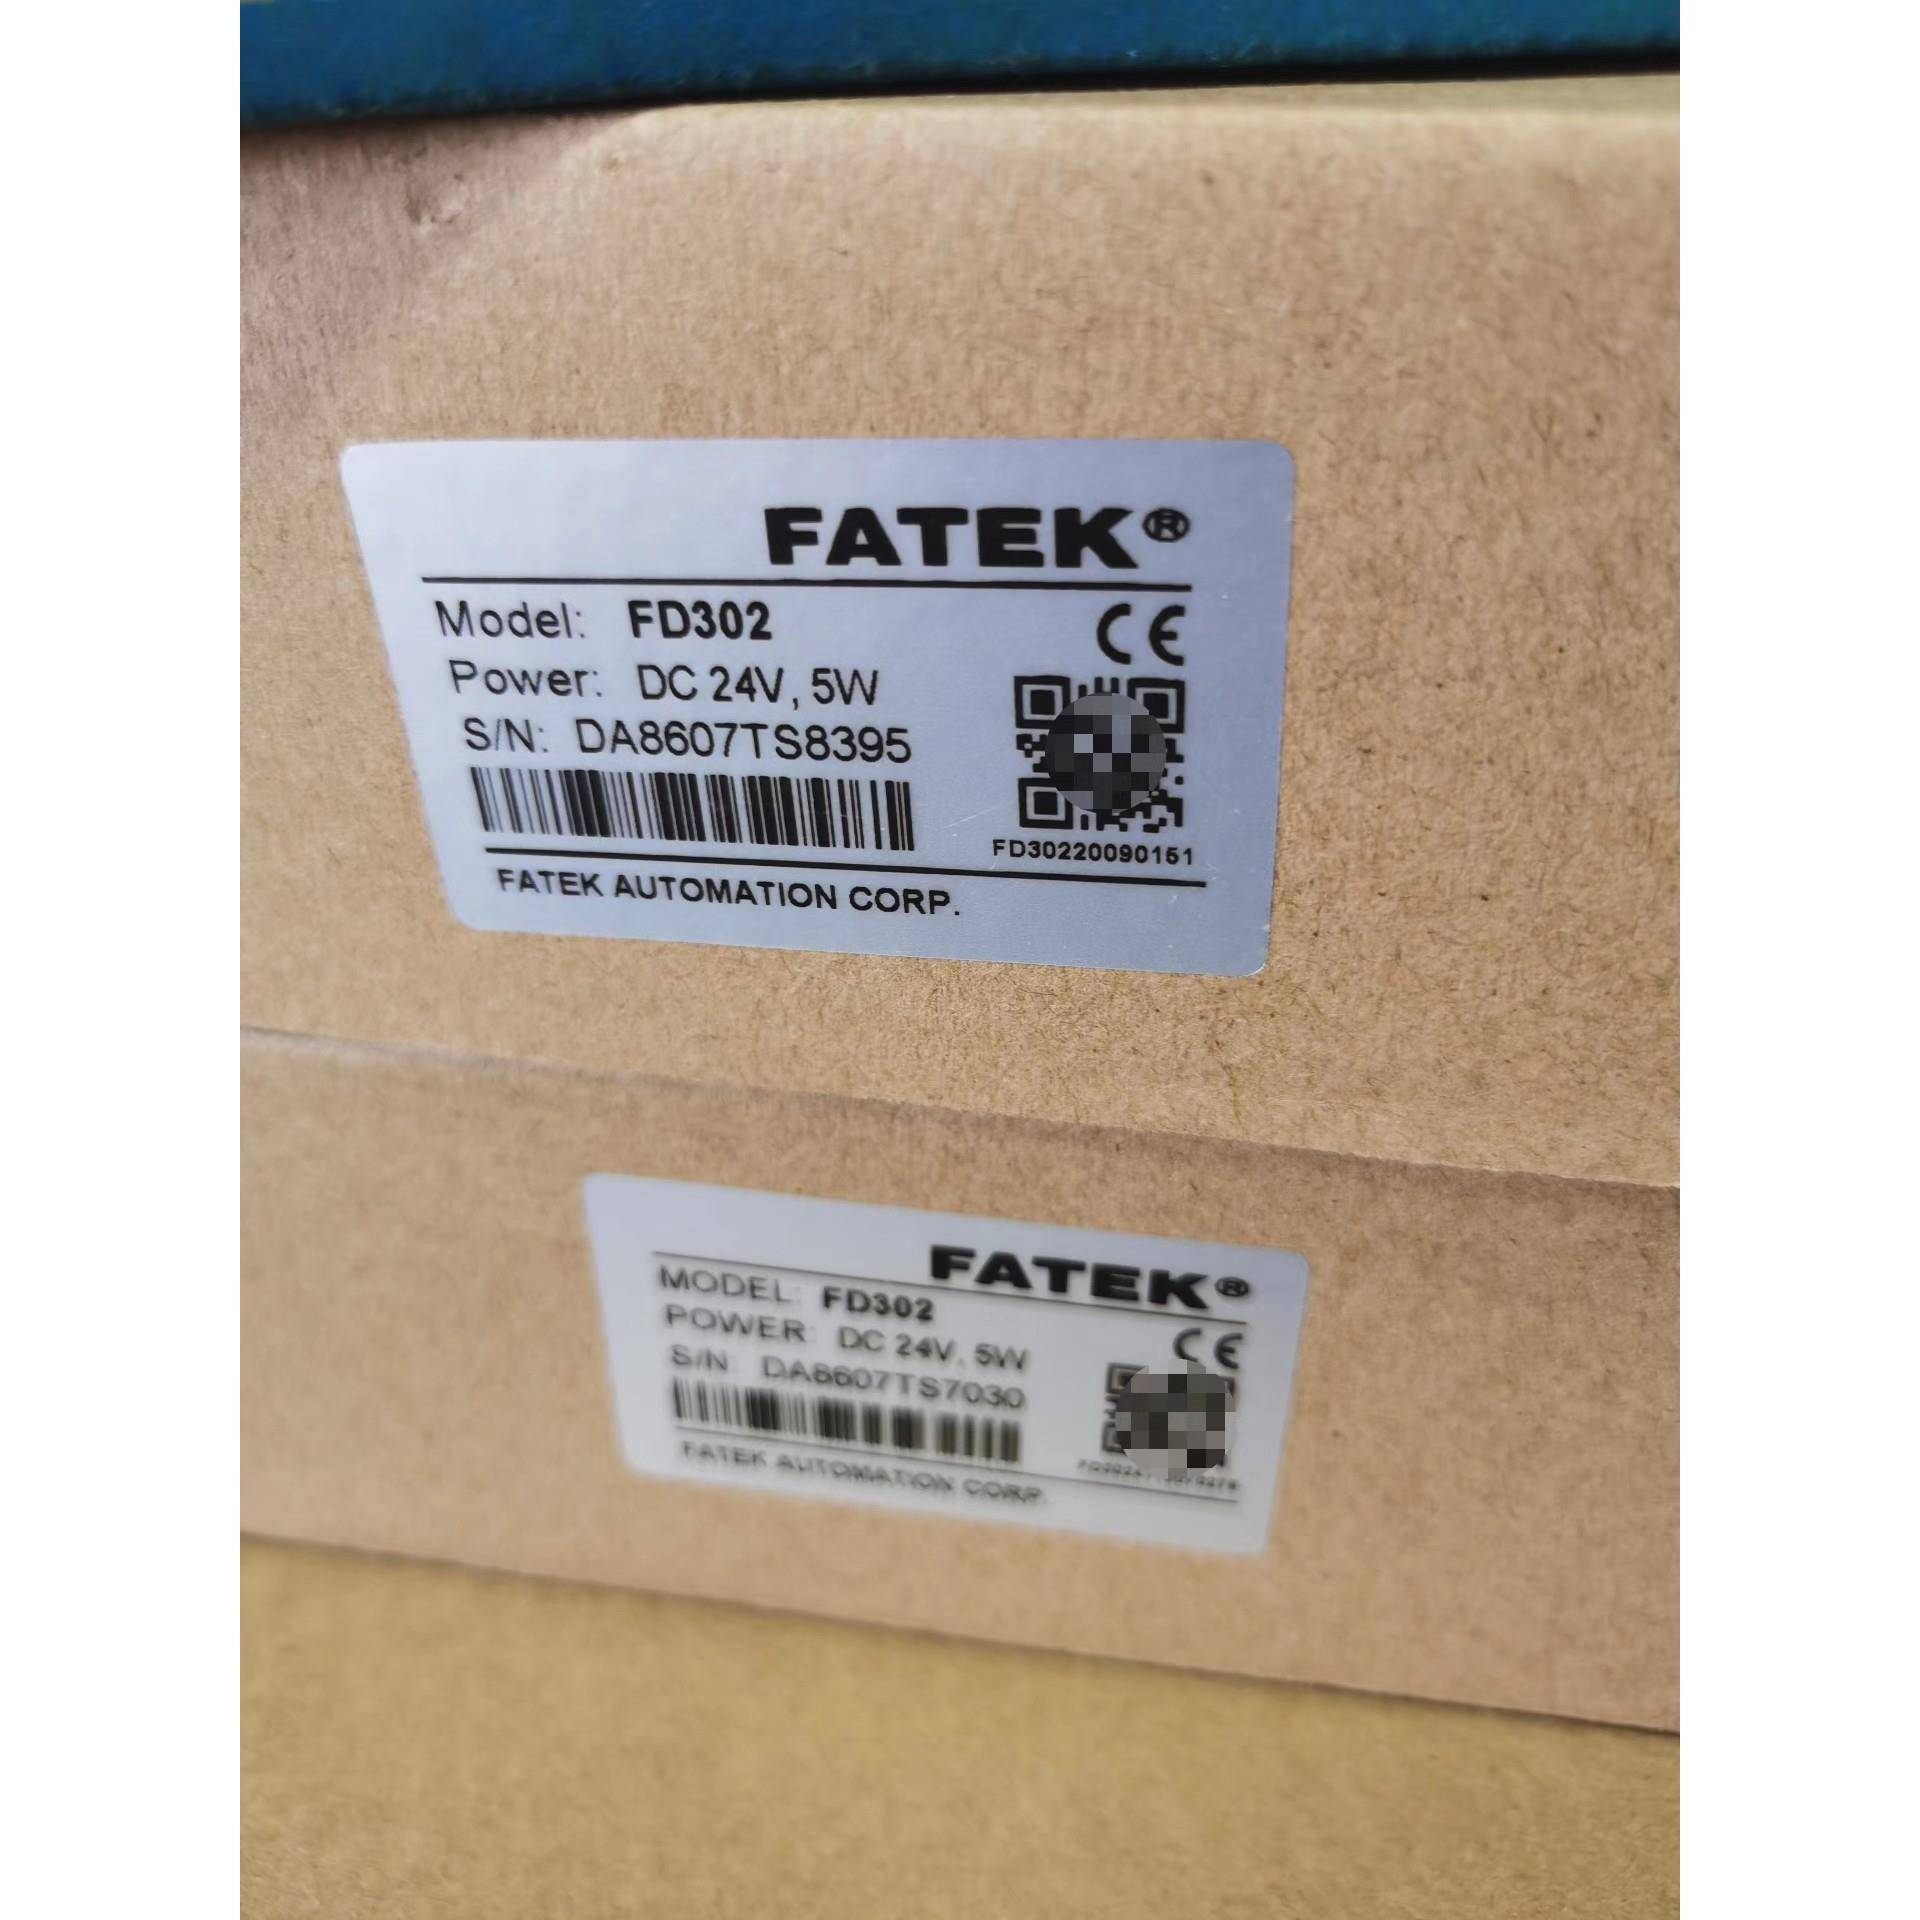 FATEK®
Model: FD302
CE
Power: DC 24V, 5W
S/N: DA8607TS8395
FD30220090151
FATEK AUTOMATION CORP.
FATEK®
MODEL: FD302
POWER: DC 24V, 5W
CE
S/N: DA8607TS7030
FATEK AUTOMATION CORP.